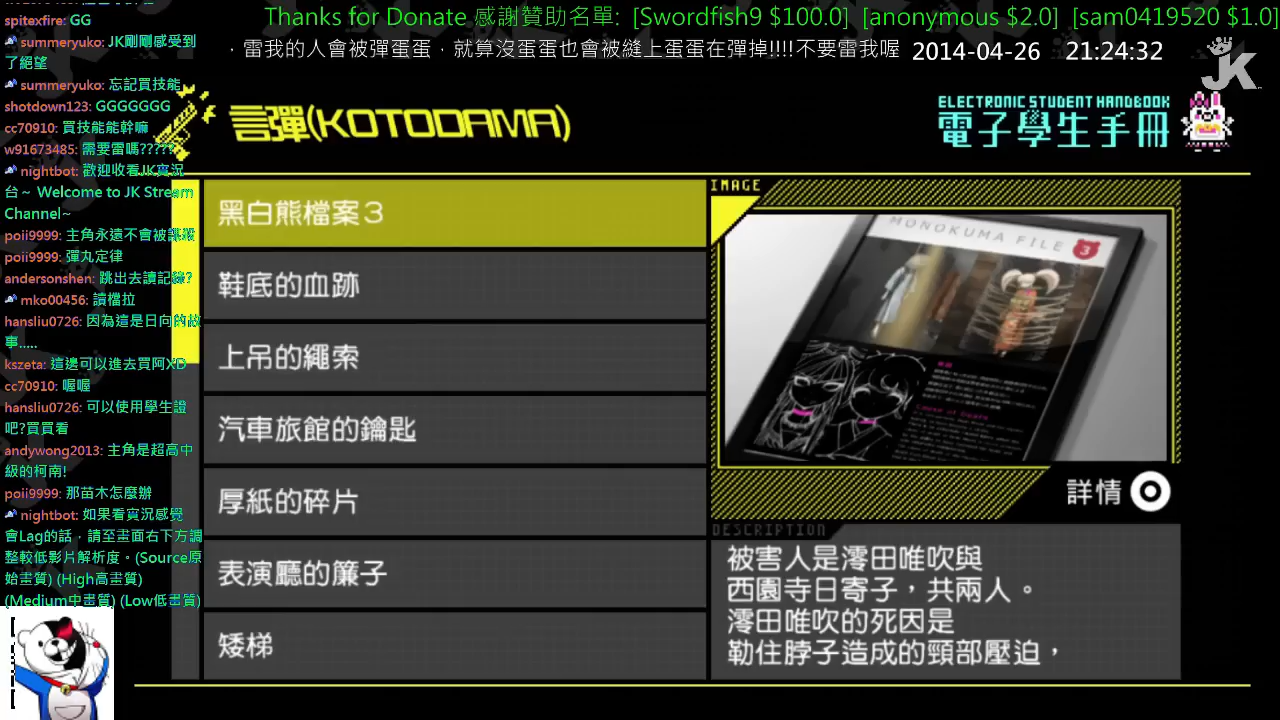 Thanks for Donate 感謝贊助名單: [Swordfish9 $100.0] [anonymous $2.0] [sam0419520 $1.0]
．雷我的人會被彈蛋蛋．就算沒蛋蛋也會被縫上蛋蛋在彈掉!!!!不要雷我喔
2014-04-26 21:24:32
JK
spitexfire: GG
summeryuko: JK剛剛感受到
了絕望
summeryuko: 忘記買技能
shotdown123: GGGGGGG
cc70910: 買技能能幹嘛
w91673485: 需要雷嗎?????
nightbot: 歡迎收看JK實況
台~ Welcome to JK Stream
Channel~
poii9999: 主角永遠不會被謀殺
poii9999: 彈丸定律
andersonshen: 跳出去讀記錄?
mko00456: 讀檔拉
hansliu0726: 因為這是日向的故
事.....
kszeta: 這邊可以進去買阿XD
cc70910: 喔喔
hansliu0726: 可以使用學生證
吧?買買看
andywong2013: 主角是超高中
級的柯南!
poii9999: 那苗木怎麼辦
nightbot: 如果看實況感覺
會Lag的話，請至畫面右下方調
整較低影片解析度。(Source原
始畫質) (High高畫質)
(Medium中畫質) (Low低畫質)
言彈(KOTODAMA)
ELECTRONIC STUDENT HANDBOOK
電子學生手冊
黑白熊檔案３
鞋底的血跡
上吊的繩索
汽車旅館的鑰匙
厚紙的碎片
表演廳的簾子
矮梯
IMAGE
MONOKUMA FILE 3
Cause of Death
詳情
DESCRIPTION
被害人是澪田唯吹與
西園寺日寄子，共兩人。
澪田唯吹的死因是
勒住脖子造成的頸部壓迫，